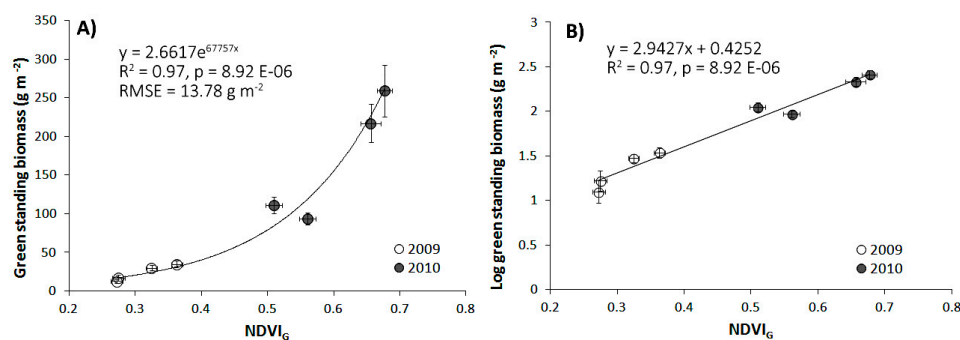 A)
y = 2.6617e^67757x
R² = 0.97, p = 8.92 E-06
RMSE = 13.78 g m⁻²
Green standing biomass (g m⁻²)
350
300
250
200
150
100
50
0
0.2 0.3 0.4 0.5 0.6 0.7 0.8
NDVI_G
2009
2010
B)
y = 2.9427x + 0.4252
R² = 0.97, p = 8.92 E-06
Log green standing biomass (g m⁻²)
3
2.5
2
1.5
1
0.5
0
0.2 0.3 0.4 0.5 0.6 0.7 0.8
NDVI_G
2009
2010